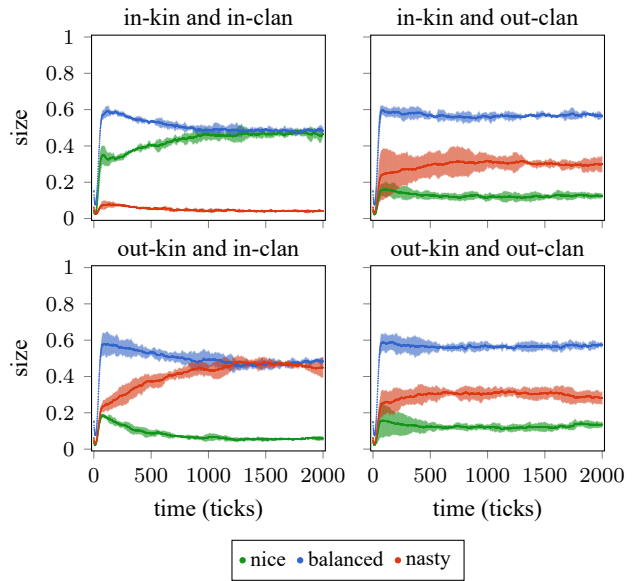 in-kin and in-clan
in-kin and out-clan
1
0.8
0.6
0.4
0.2
0
size
out-kin and in-clan
out-kin and out-clan
1
0.8
0.6
0.4
0.2
0
size
0 500 1000 1500 2000
0 500 1000 1500 2000
time (ticks)
time (ticks)
nice balanced nasty